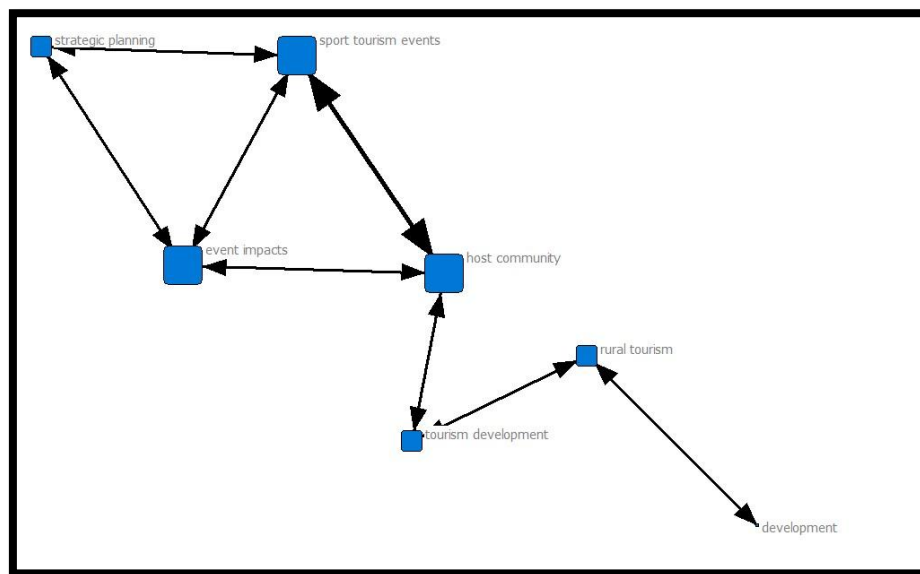 strategic planning
sport tourism events
event impacts
host community
rural tourism
tourism development
development